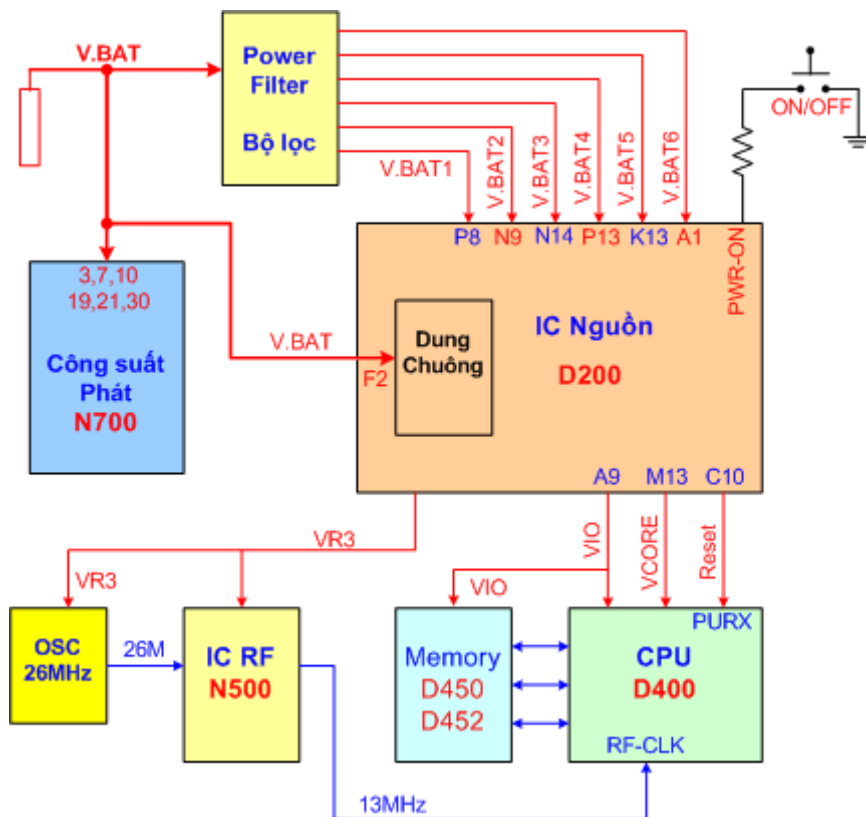 V.BAT
Power
Filter
Bộ lọc
ON/OFF
V.BAT1
V.BAT2
V.BAT3
V.BAT4
V.BAT5
V.BAT6
P8
N9
N14
P13
K13
A1
PWR-ON
3,7,10
19,21,30
Công suất
Phát
N700
V.BAT
F2
Dung
Chuông
IC Nguồn
D200
A9
M13
C10
VR3
VR3
VIO
VIO
VCORE
Reset
OSC
26MHz
26M
IC RF
N500
Memory
D450
D452
PURX
CPU
D400
RF-CLK
13MHz